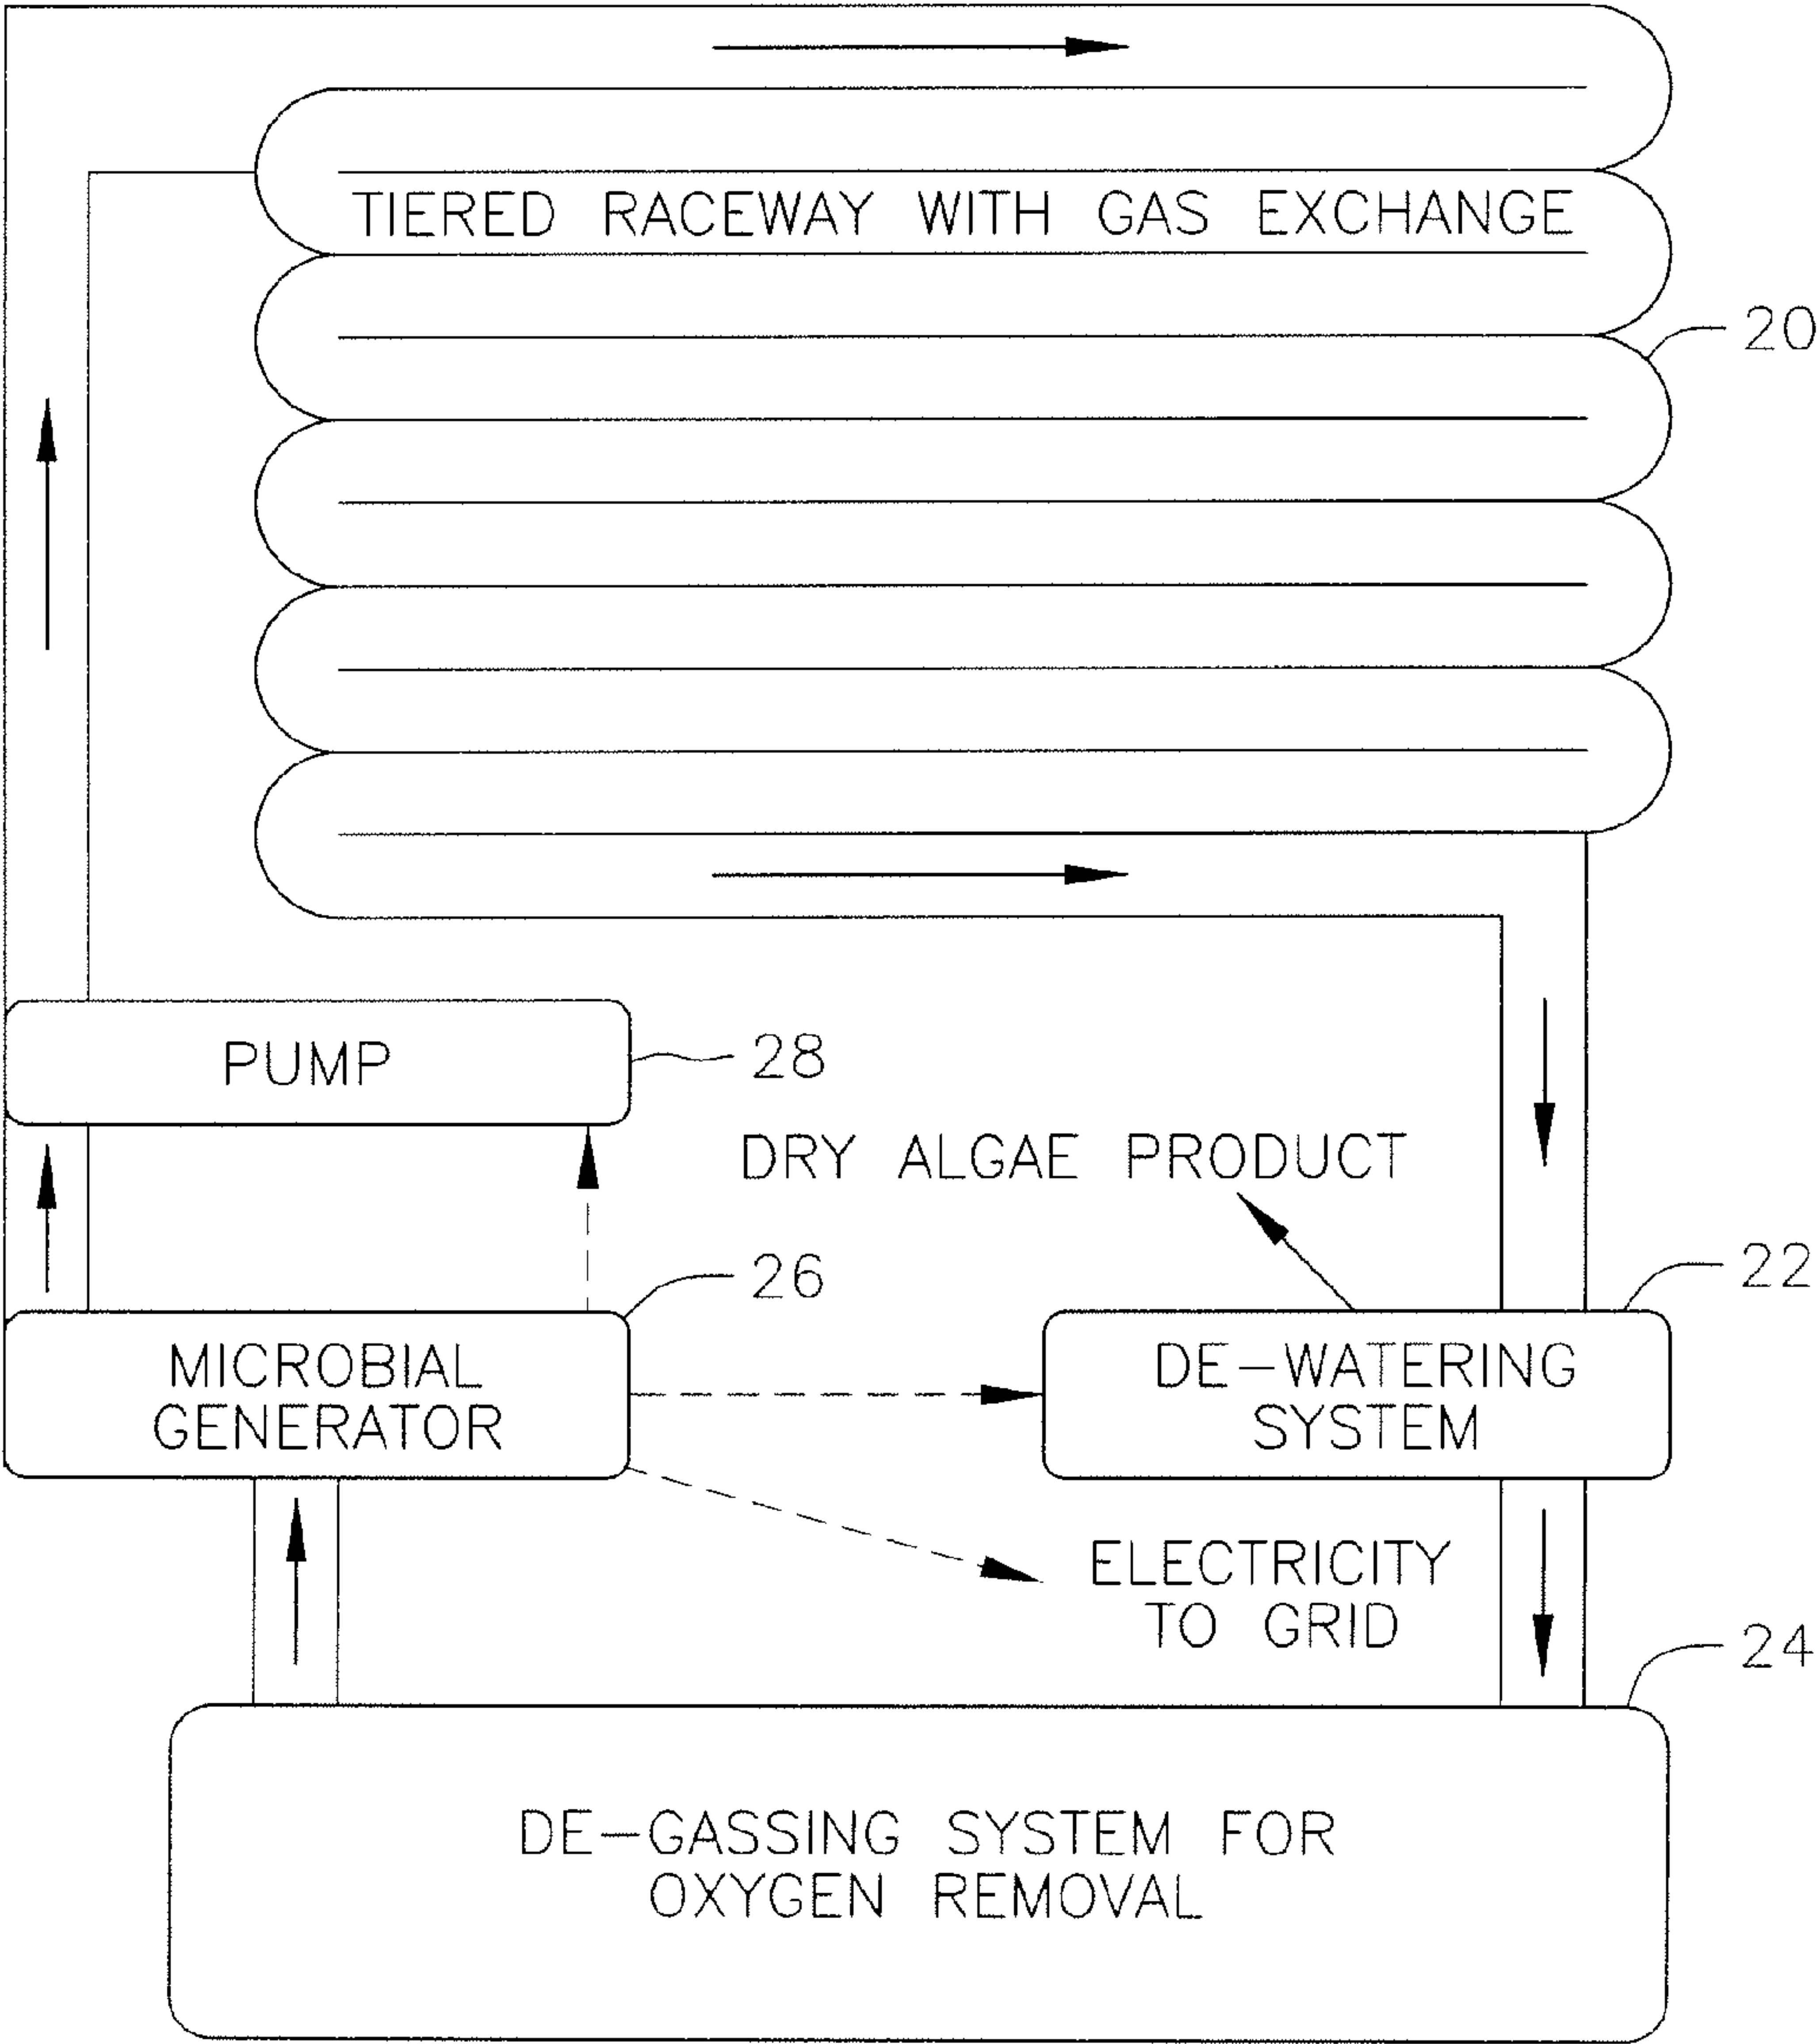 TIERED RACEWAY WITH GAS EXCHANGE
20
PUMP
28
DRY ALGAE PRODUCT
26
22
MICROBIAL
GENERATOR
DE-WATERING
SYSTEM
ELECTRICITY
TO GRID
24
DE-GASSING SYSTEM FOR
OXYGEN REMOVAL